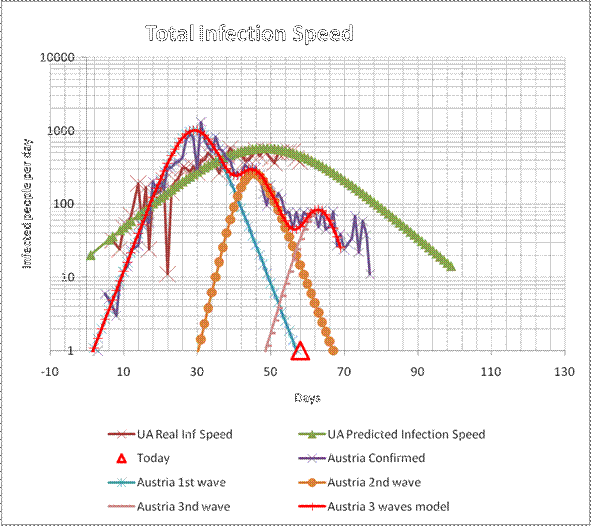 Total Infection Speed
10000
1000
100
10
1
Infacted people per day
-10 10 30 50 70 90 110 130
Days
UA Real Inf Speed
UA Predicted Infection Speed
Today
Austria Confirmed
Austria 1st wave
Austria 2nd wave
Austria 3nd wave
Austria 3 waves model